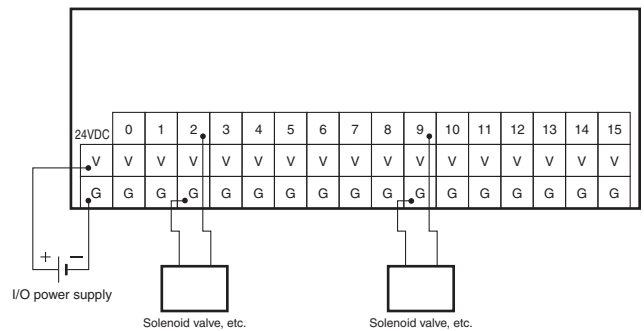 24VDC 0 1 2 3 4 5 6 7 8 9 10 11 12 13 14 15
V V V V V V V V V V V V V V V V V
G G G G G G G G G G G G G G G G G
+ −
I/O power supply
Solenoid valve, etc. Solenoid valve, etc.